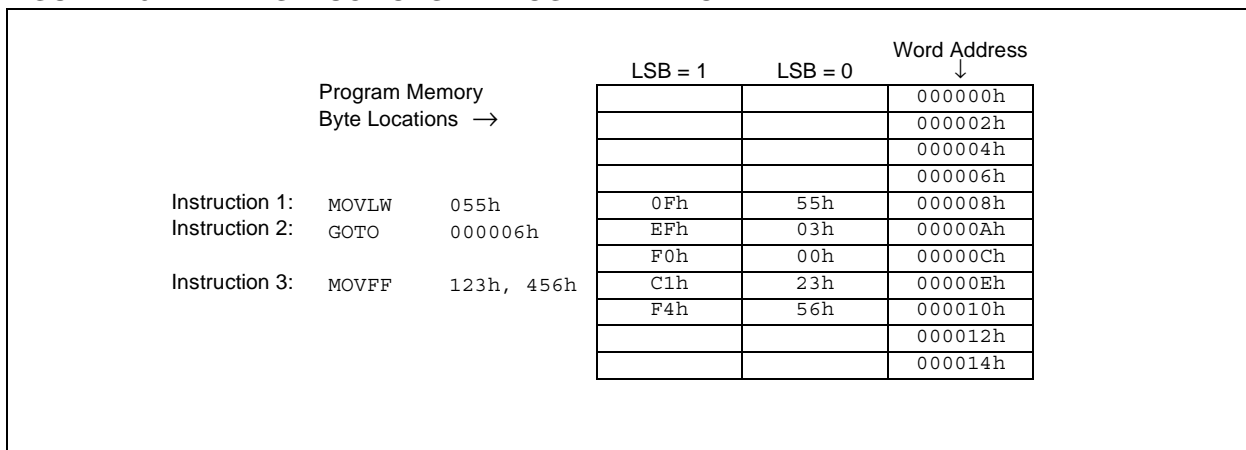 Word Address
LSB = 1 LSB = 0 ↓
Program Memory 000000h
Byte Locations → 000002h
000004h
000006h
Instruction 1: MOVLW 055h 0Fh 55h 000008h
Instruction 2: GOTO 000006h EFh 03h 00000Ah
F0h 00h 00000Ch
Instruction 3: MOVFF 123h, 456h C1h 23h 00000Eh
F4h 56h 000010h
000012h
000014h